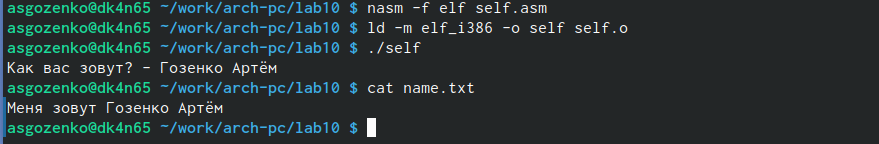 asgozenko@dk4n65 ~/work/arch-pc/lab10 $ nasm -f elf self.asm
asgozenko@dk4n65 ~/work/arch-pc/lab10 $ ld -m elf_i386 -o self self.o
asgozenko@dk4n65 ~/work/arch-pc/lab10 $ ./self
Как вас зовут? - Гозенко Артём
asgozenko@dk4n65 ~/work/arch-pc/lab10 $ cat name.txt
Меня зовут Гозенко Артём
asgozenko@dk4n65 ~/work/arch-pc/lab10 $